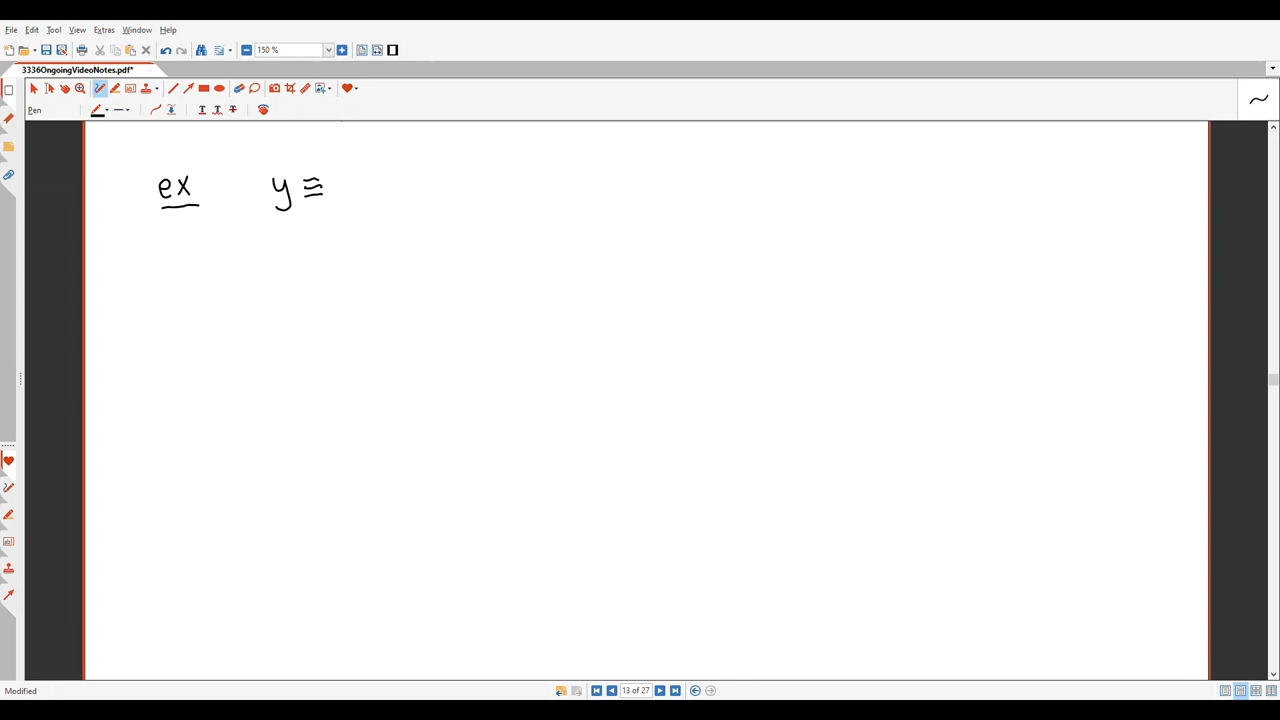 File Edit Tool View Extras Window Help
150 %
3336OngoingVideoNotes.pdf*
Pen
ex y ≡
Modified
13 of 27